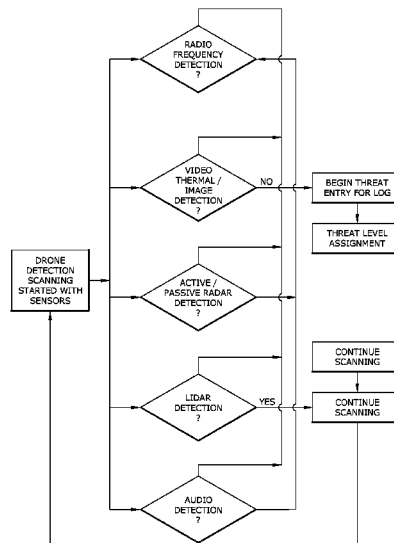 RADIO
FREQUENCY
DETECTION
?
VIDEO
THERMAL /
IMAGE
DETECTION
?
NO
BEGIN THREAT
ENTRY FOR LOG
THREAT LEVEL
ASSIGNMENT
DRONE
DETECTION
SCANNING
STARTED WITH
SENSORS
ACTIVE /
PASSIVE RADAR
DETECTION
?
CONTINUE
SCANNING
LIDAR
DETECTION
?
YES
CONTINUE
SCANNING
AUDIO
DETECTION
?